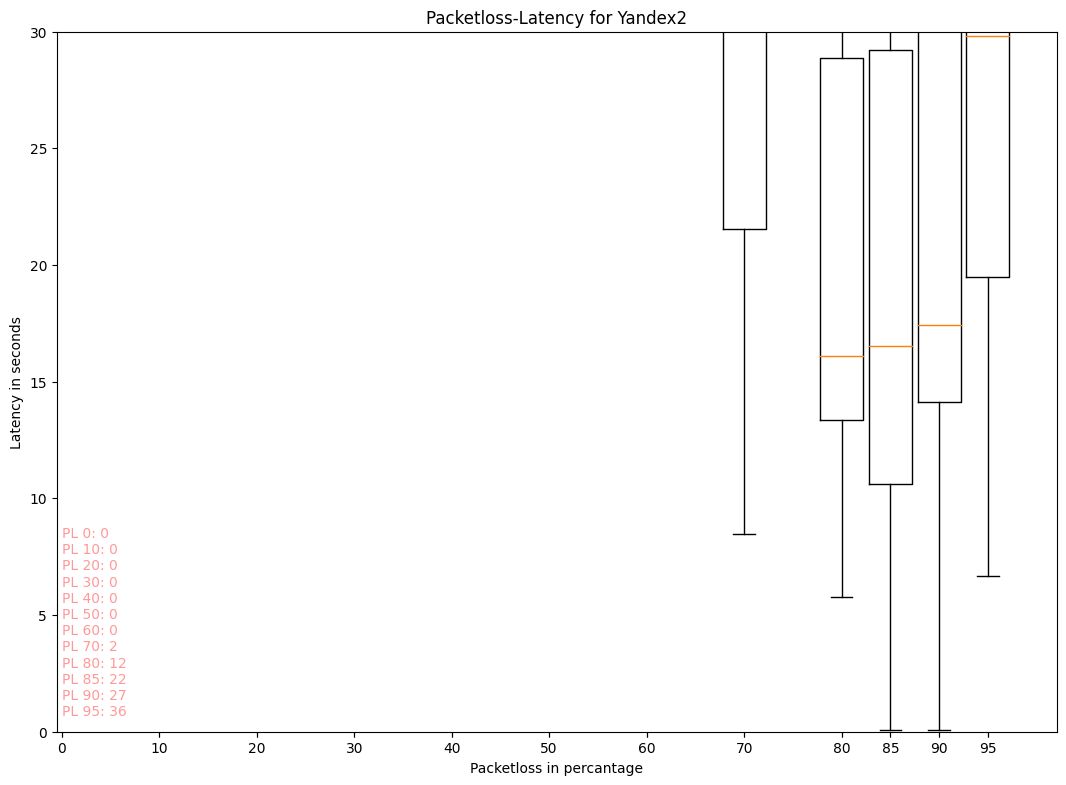 Packetloss-Latency for Yandex2
30
25
20
15
10
5
0
Latency in seconds
PL 0: 0
PL 10: 0
PL 20: 0
PL 30: 0
PL 40: 0
PL 50: 0
PL 60: 0
PL 70: 2
PL 80: 12
PL 85: 22
PL 90: 27
PL 95: 36
0 10 20 30 40 50 60 70 80 85 90 95
Packetloss in percantage